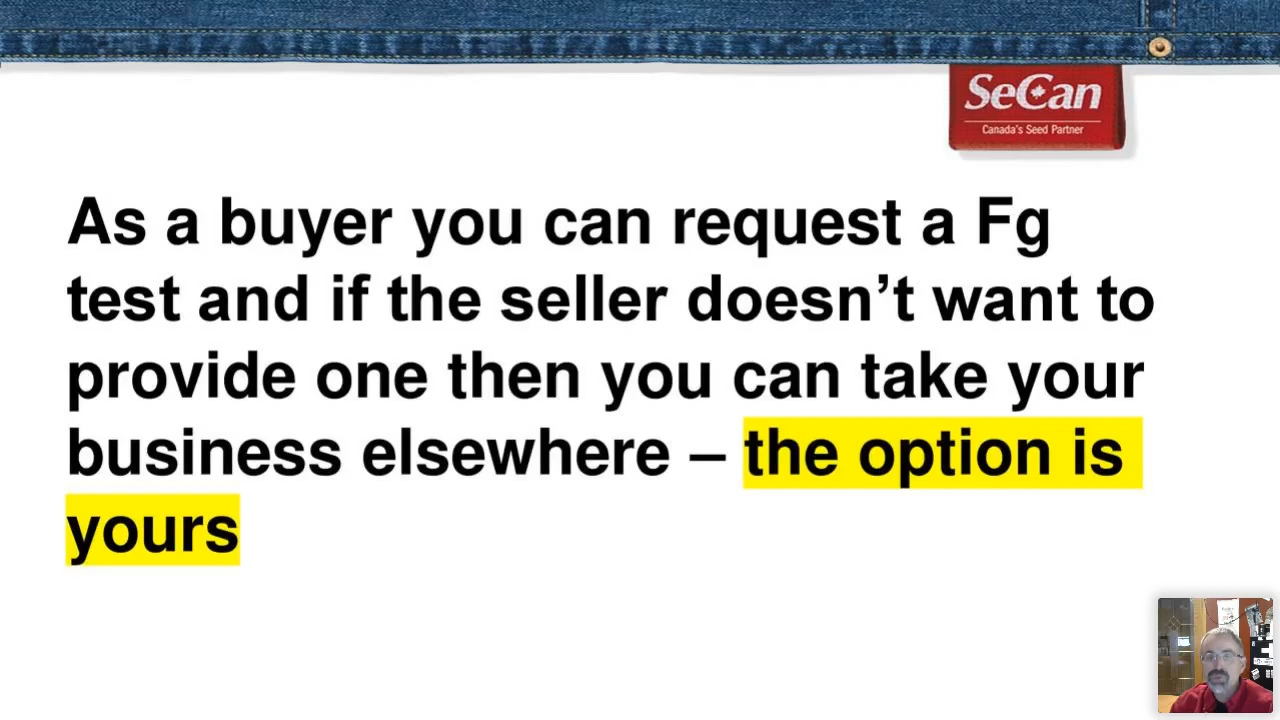 SeCan
Canada's Seed Partner
As a buyer you can request a Fg
test and if the seller doesn’t want to
provide one then you can take your
business elsewhere – the option is
yours